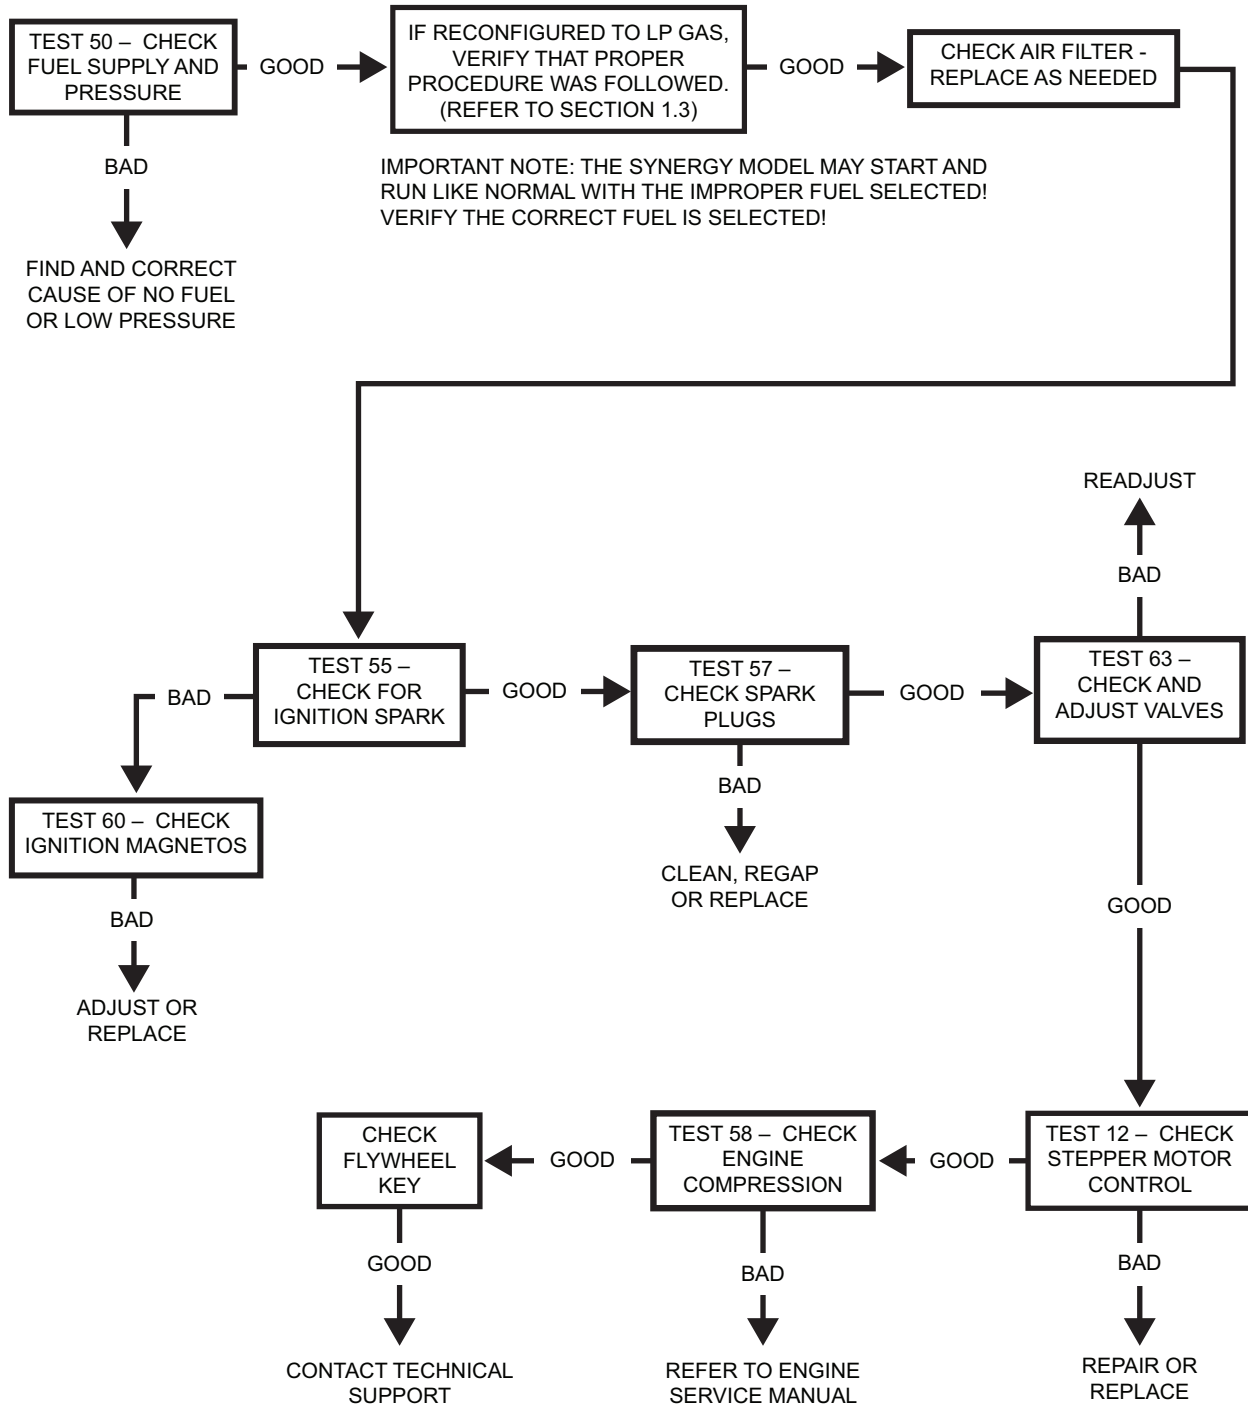 TEST 50 – CHECK
FUEL SUPPLY AND
PRESSURE
GOOD
IF RECONFIGURED TO LP GAS,
VERIFY THAT PROPER
PROCEDURE WAS FOLLOWED.
(REFER TO SECTION 1.3)
GOOD
CHECK AIR FILTER -
REPLACE AS NEEDED
BAD
FIND AND CORRECT
CAUSE OF NO FUEL
OR LOW PRESSURE
IMPORTANT NOTE: THE SYNERGY MODEL MAY START AND
RUN LIKE NORMAL WITH THE IMPROPER FUEL SELECTED!
VERIFY THE CORRECT FUEL IS SELECTED!
READJUST
BAD
BAD
TEST 55 –
CHECK FOR
IGNITION SPARK
GOOD
TEST 57 –
CHECK SPARK
PLUGS
GOOD
TEST 63 –
CHECK AND
ADJUST VALVES
TEST 60 – CHECK
IGNITION MAGNETOS
BAD
ADJUST OR
REPLACE
BAD
CLEAN, REGAP
OR REPLACE
GOOD
CHECK
FLYWHEEL
KEY
GOOD
TEST 58 – CHECK
ENGINE
COMPRESSION
GOOD
TEST 12 – CHECK
STEPPER MOTOR
CONTROL
GOOD
CONTACT TECHNICAL
SUPPORT
BAD
REFER TO ENGINE
SERVICE MANUAL
BAD
REPAIR OR
REPLACE